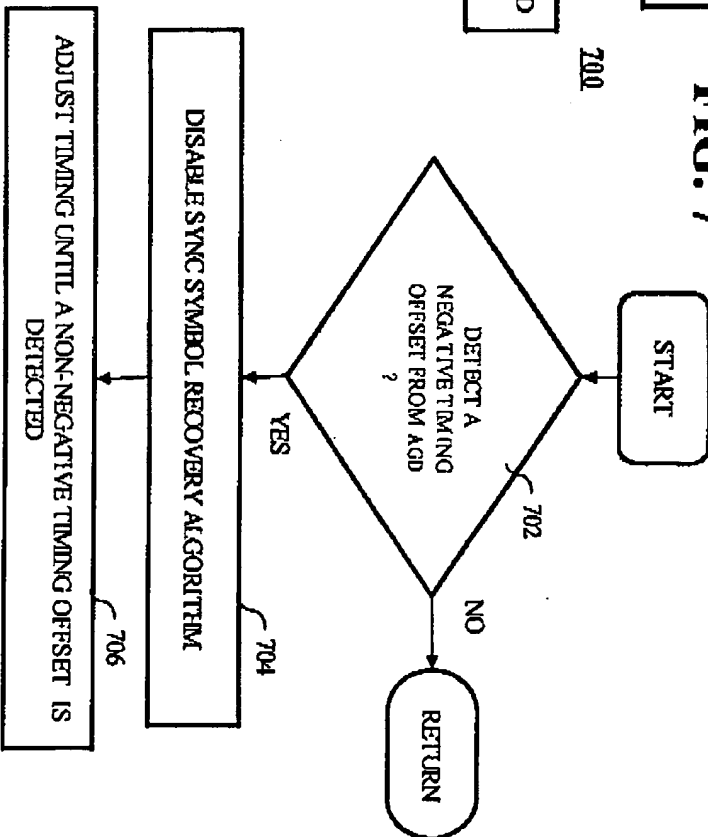 FIG. 7
700
START
DETECT A
NEGATIVE TIMING
OFFSET FROM AGD
?
702
NO
RETURN
YES
DISABLE SYNC SYMBOL RECOVERY ALGORITHM
704
ADJUST TIMING UNTIL A NON-NEGATIVE TIMING OFFSET IS
DETECTED
706